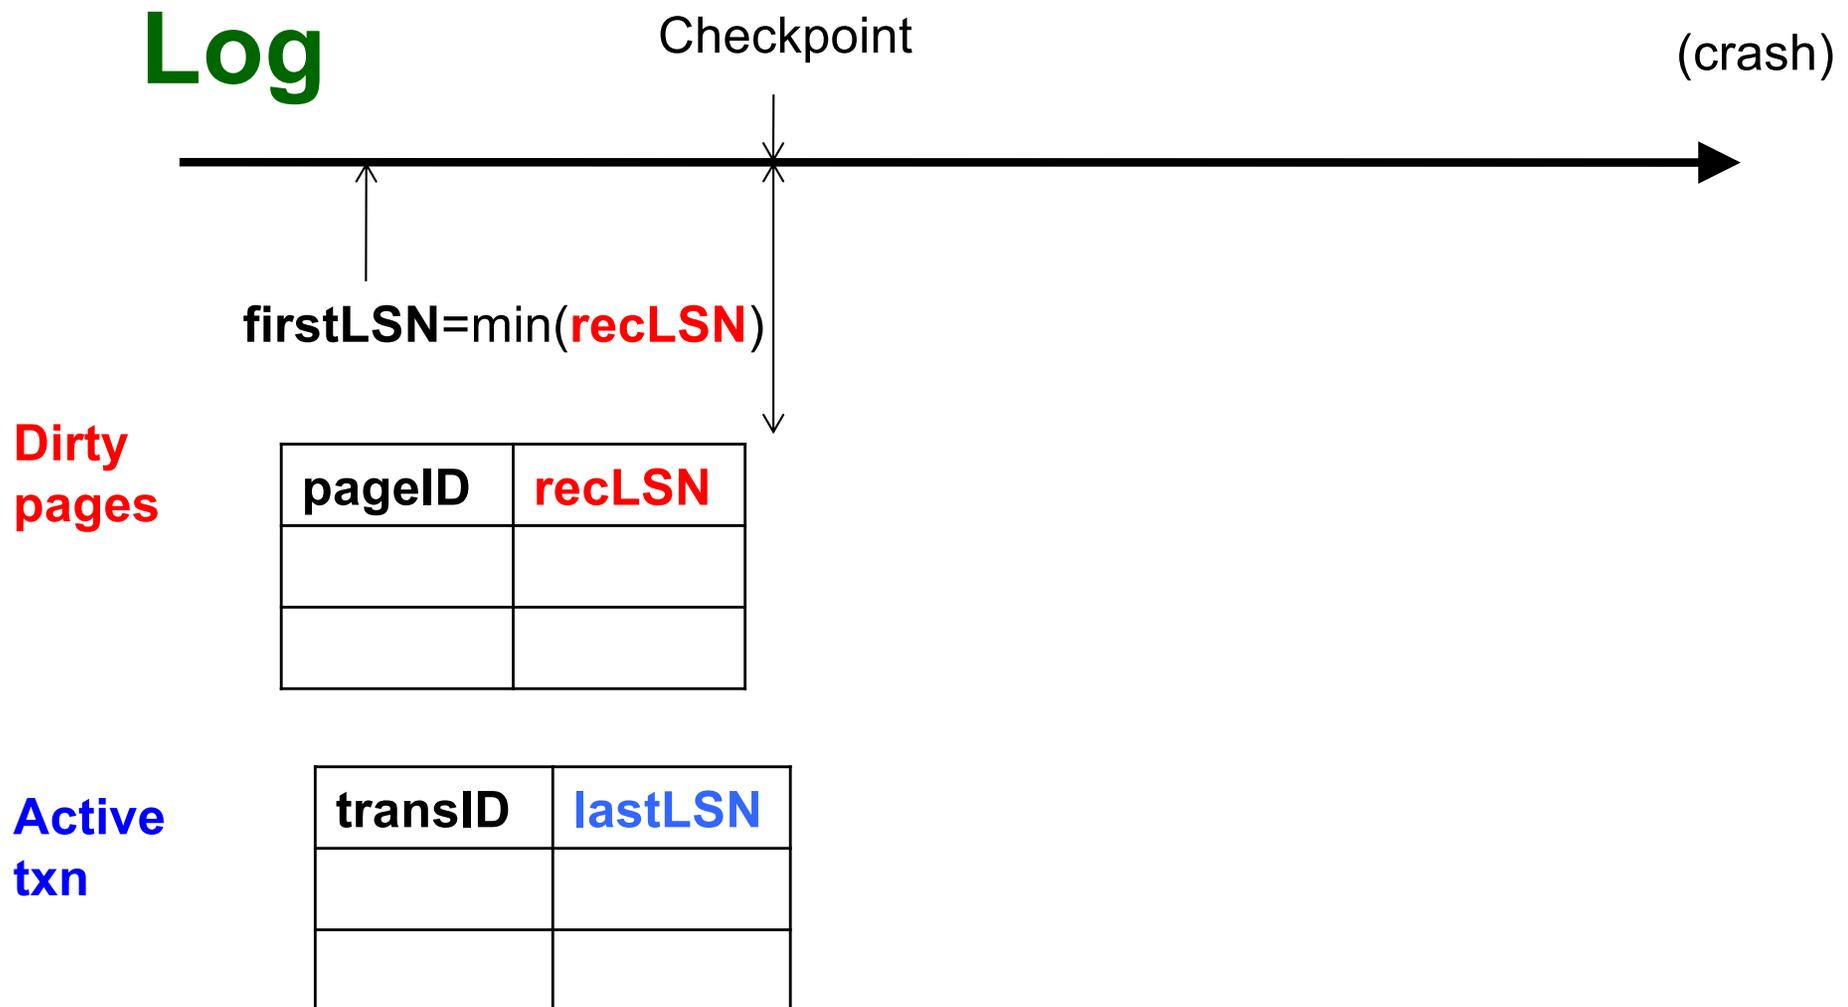 Log
Checkpoint
(crash)
firstLSN=min(recLSN)
Dirty
pages
pageID recLSN
Active
txn
transID lastLSN